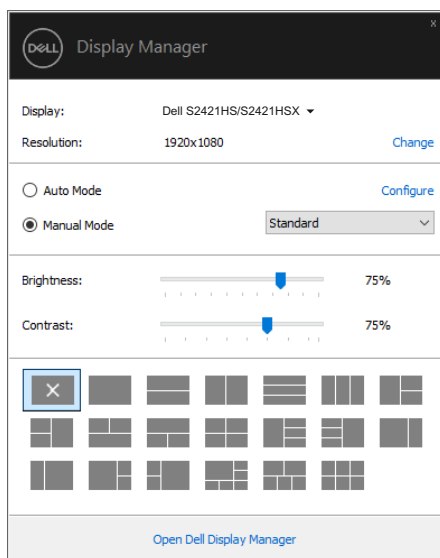 x
DELL Display Manager
Display: Dell S2421HS/S2421HSX
Resolution: 1920x1080 Change
Auto Mode Configure
Manual Mode Standard
Brightness: 75%
Contrast: 75%
Open Dell Display Manager